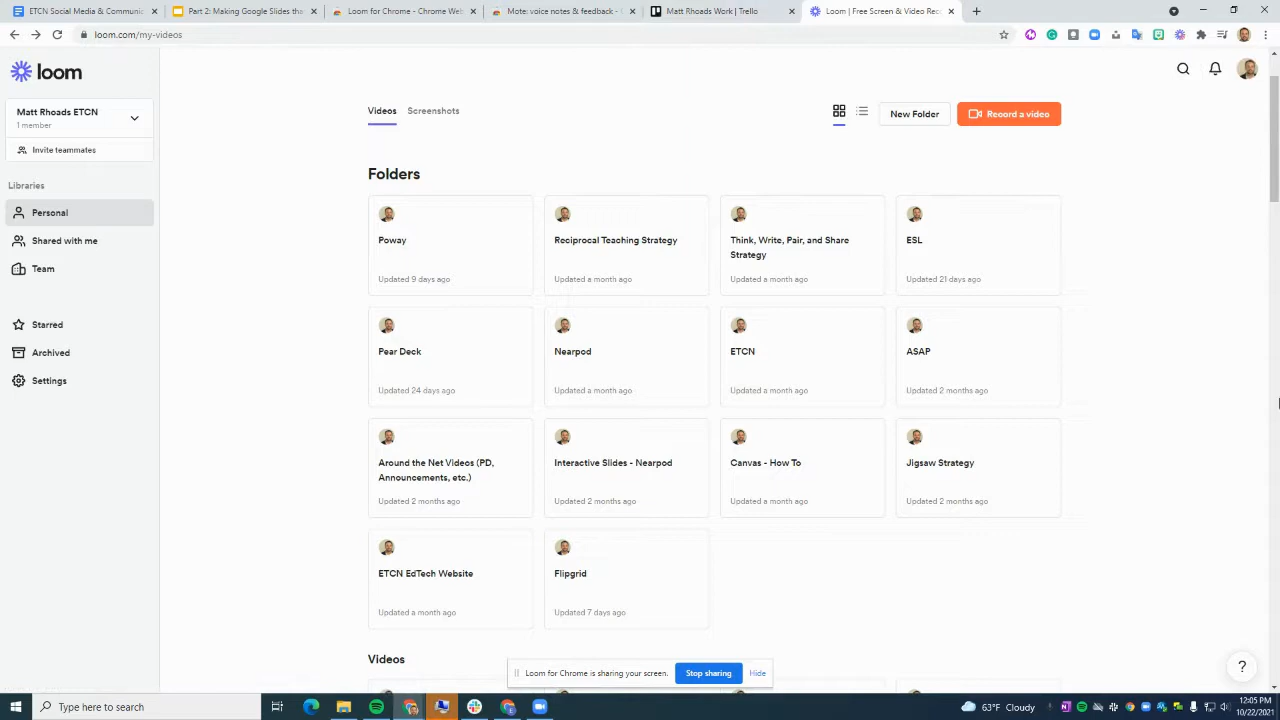 ETCN Social Media & Communic
Part 2: Making Google Slides tha
Loom for Chrome - Chrome Web
Note: voice notes & feedback -
Matt Rhoads Work | Trello
Loom | Free Screen & Video Rec
loom.com/my-videos
loom
Matt Rhoads ETCN
1 member
Invite teammates
Libraries
Personal
Shared with me
Team
Starred
Archived
Settings
Videos
Screenshots
New Folder
Record a video
Folders
Poway
Updated 9 days ago
Reciprocal Teaching Strategy
Updated a month ago
Think, Write, Pair, and Share
Strategy
Updated a month ago
ESL
Updated 21 days ago
Pear Deck
Updated 24 days ago
Nearpod
Updated a month ago
ETCN
Updated a month ago
ASAP
Updated 2 months ago
Around the Net Videos (PD,
Announcements, etc.)
Updated 2 months ago
Interactive Slides - Nearpod
Updated 2 months ago
Canvas - How To
Updated a month ago
Jigsaw Strategy
Updated 2 months ago
ETCN EdTech Website
Updated a month ago
Flipgrid
Updated 7 days ago
Videos
Loom for Chrome is sharing your screen.
Stop sharing
Hide
?
Type here to search
63°F Cloudy
12:05 PM
10/22/2021